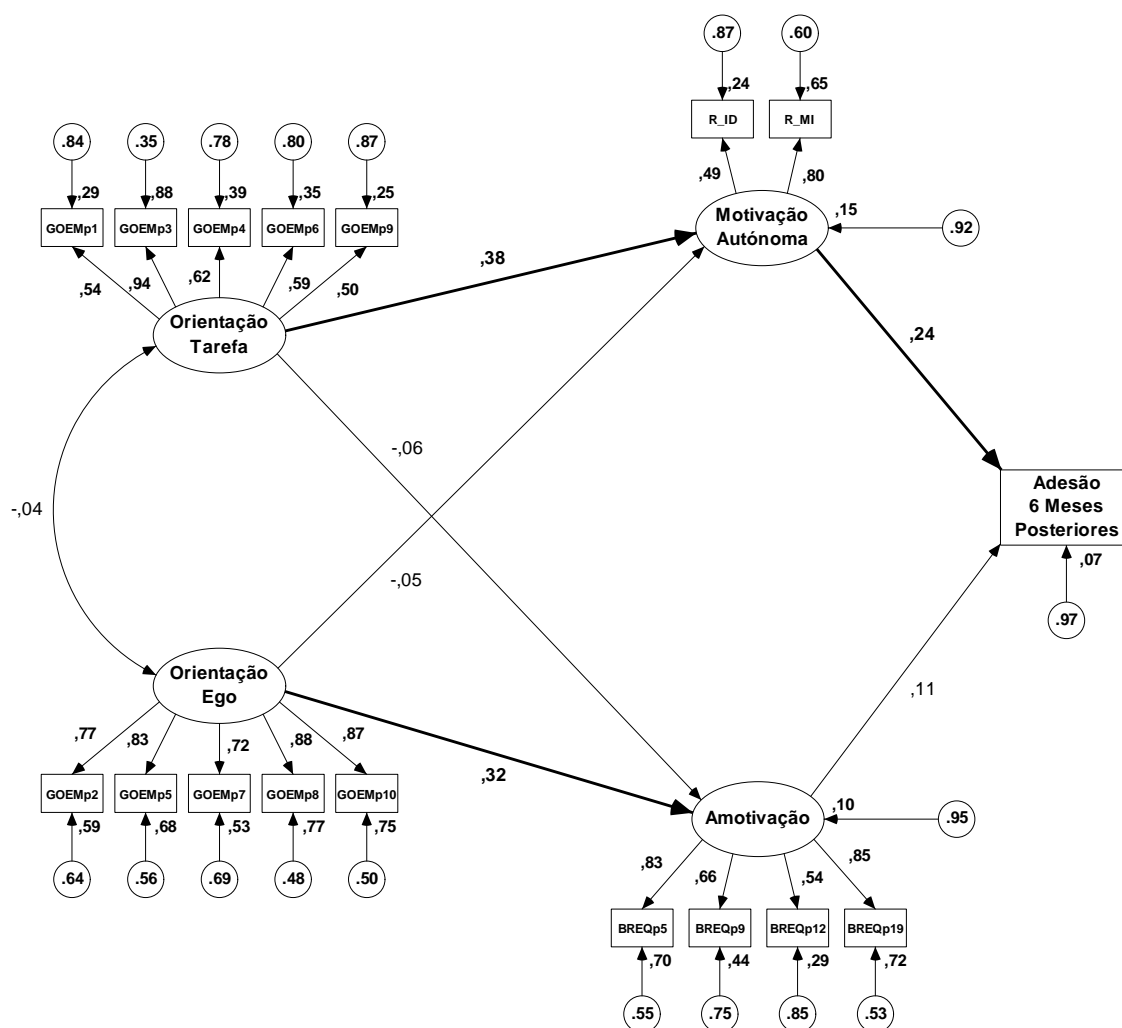 .87 .60
,24 ,65
R_ID R_MI
,49 ,80
.84 .35 .78 .80 .87
,29 ,88 ,39 ,35 ,25
GOEMp1 GOEMp3 GOEMp4 GOEMp6 GOEMp9
,54 ,94 ,62 ,59 ,50
Orientação
Tarefa
Motivação
Autónoma
,15 .92
,38
,24
-,06
-,04
-,05
Adesão
6 Meses
Posteriores
,07
.97
Orientação
Ego
,77 ,83 ,72 ,88 ,87
GOEMp2 GOEMp5 GOEMp7 GOEMp8 GOEMp10
,59 ,68 ,53 ,77 ,75
.64 .56 .69 .48 .50
,32
,11
Amotivação
,10 .95
,83 ,66 ,54 ,85
BREQp5 BREQp9 BREQp12 BREQp19
,70 ,44 ,29 ,72
.55 .75 .85 .53